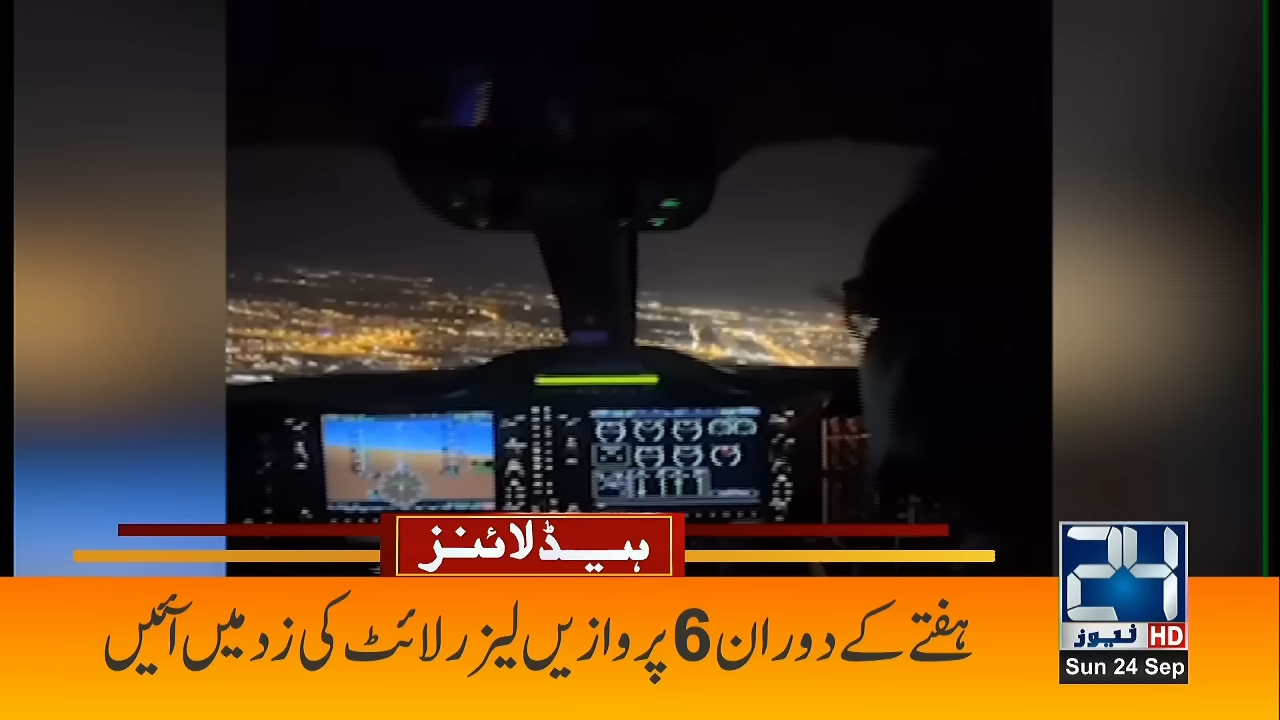 ہیڈلائنز
ہفتے کے دوران 6 پروازیں لیزر لائٹ کی زد میں آئیں
24
نیوز HD
Sun 24 Sep